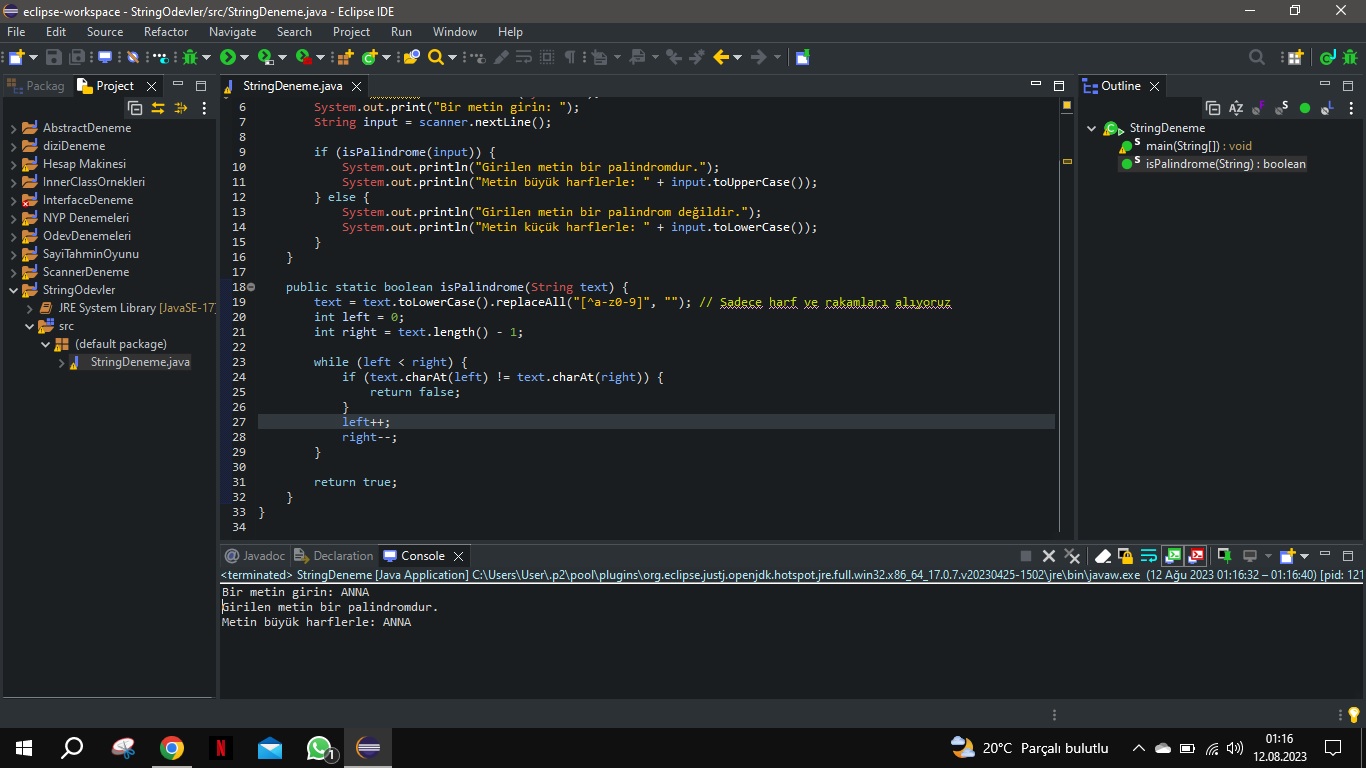 eclipse-workspace - StringOdevler/src/StringDeneme.java - Eclipse IDE
File Edit Source Refactor Navigate Search Project Run Window Help
Packag Project
StringDeneme.java
Outline
AbstractDeneme
diziDeneme
Hesap Makinesi
InnerClassOrnekleri
InterfaceDeneme
NYP Denemeleri
OdevDenemeleri
SayiTahminOyunu
ScannerDeneme
StringOdevler
JRE System Library [JavaSE-17]
src
(default package)
StringDeneme.java
6 System.out.print("Bir metin girin: ");
7 String input = scanner.nextLine();
8
9 if (isPalindrome(input)) {
10 System.out.println("Girilen metin bir palindromdur.");
11 System.out.println("Metin büyük harflerle: " + input.toUpperCase());
12 } else {
13 System.out.println("Girilen metin bir palindrom değildir.");
14 System.out.println("Metin küçük harflerle: " + input.toLowerCase());
15 }
16 }
17
18 public static boolean isPalindrome(String text) {
19 text = text.toLowerCase().replaceAll("[^a-z0-9]", ""); // Sadece harf ve rakamları alıyoruz
20 int left = 0;
21 int right = text.length() - 1;
22
23 while (left < right) {
24 if (text.charAt(left) != text.charAt(right)) {
25 return false;
26 }
27 left++;
28 right--;
29 }
30
31 return true;
32 }
33 }
34
StringDeneme
main(String[]) : void
isPalindrome(String) : boolean
@ Javadoc Declaration Console
<terminated> StringDeneme [Java Application] C:\Users\User\.p2\pool\plugins\org.eclipse.justj.openjdk.hotspot.jre.full.win32.x86_64_17.0.7.v20230425-1502\jre\bin\javaw.exe (12 Ağu 2023 01:16:32 – 01:16:40) [pid: 121
Bir metin girin: ANNA
Girilen metin bir palindromdur.
Metin büyük harflerle: ANNA
20°C Parçalı bulutlu
01:16
12.08.2023